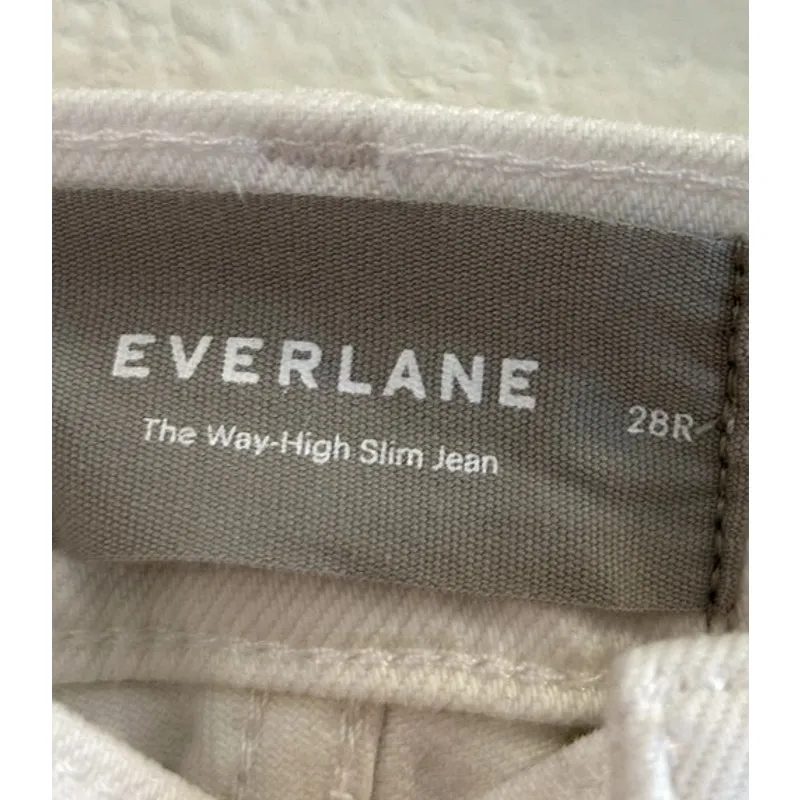 EVERLANE
The Way-High Slim Jean
28R